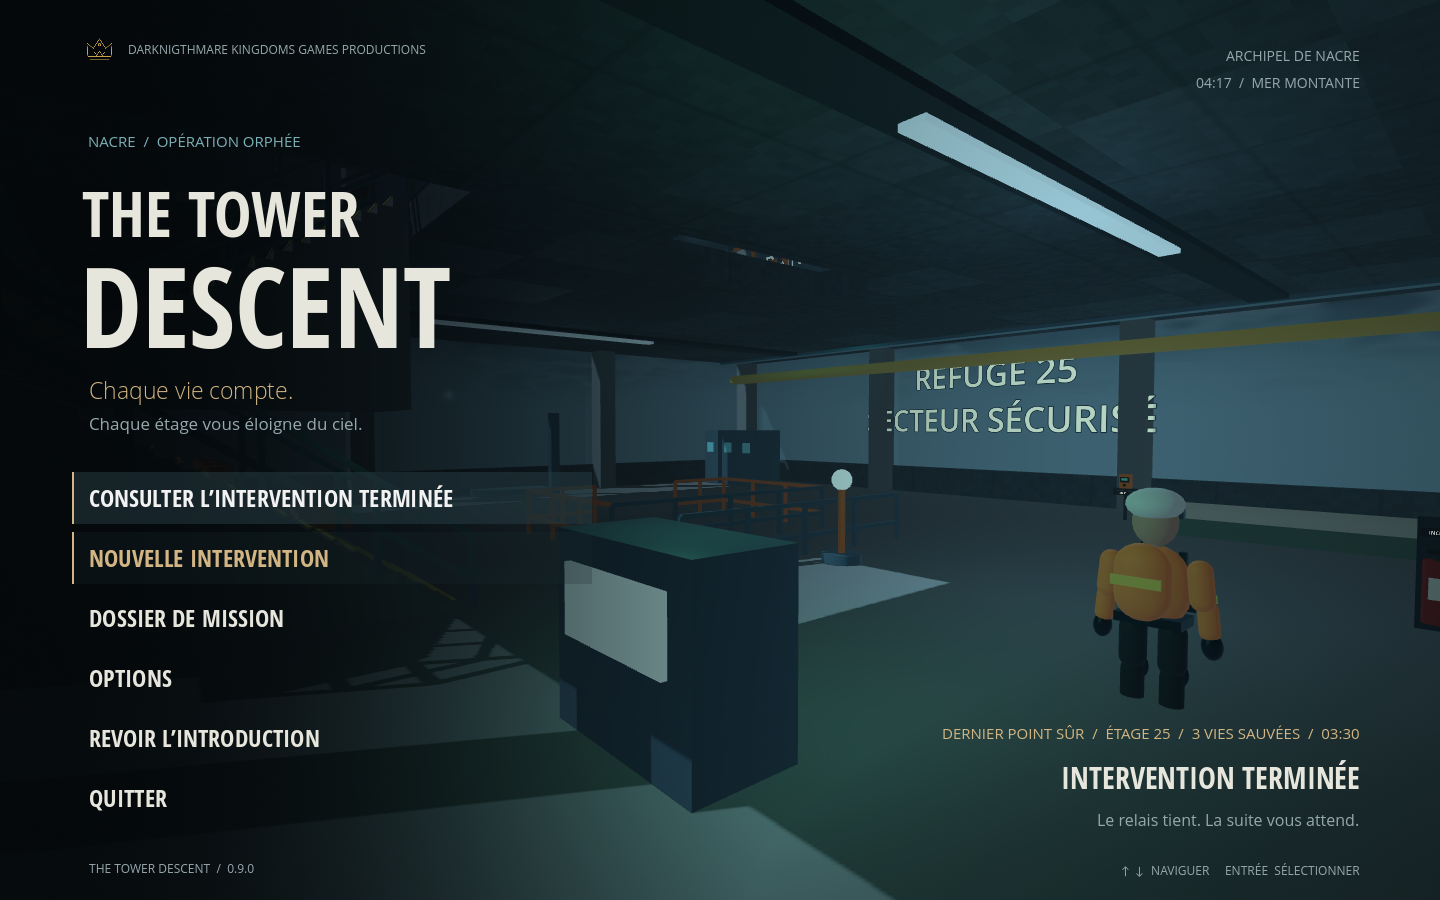 DARKNIGTHMARE KINGDOMS GAMES PRODUCTIONS
ARCHIPEL DE NACRE
04:17 / MER MONTANTE
NACRE / OPÉRATION ORPHÉE
THE TOWER
DESCENT
Chaque vie compte.
Chaque étage vous éloigne du ciel.
REFUGE 25
SECTEUR SÉCURISÉ
CONSULTER L’INTERVENTION TERMINÉE
NOUVELLE INTERVENTION
DOSSIER DE MISSION
OPTIONS
REVOIR L’INTRODUCTION
QUITTER
DERNIER POINT SÛR / ÉTAGE 25 / 3 VIES SAUVÉES / 03:30
INTERVENTION TERMINÉE
Le relais tient. La suite vous attend.
THE TOWER DESCENT / 0.9.0
↑ ↓ NAVIGUER ENTRÉE SÉLECTIONNER